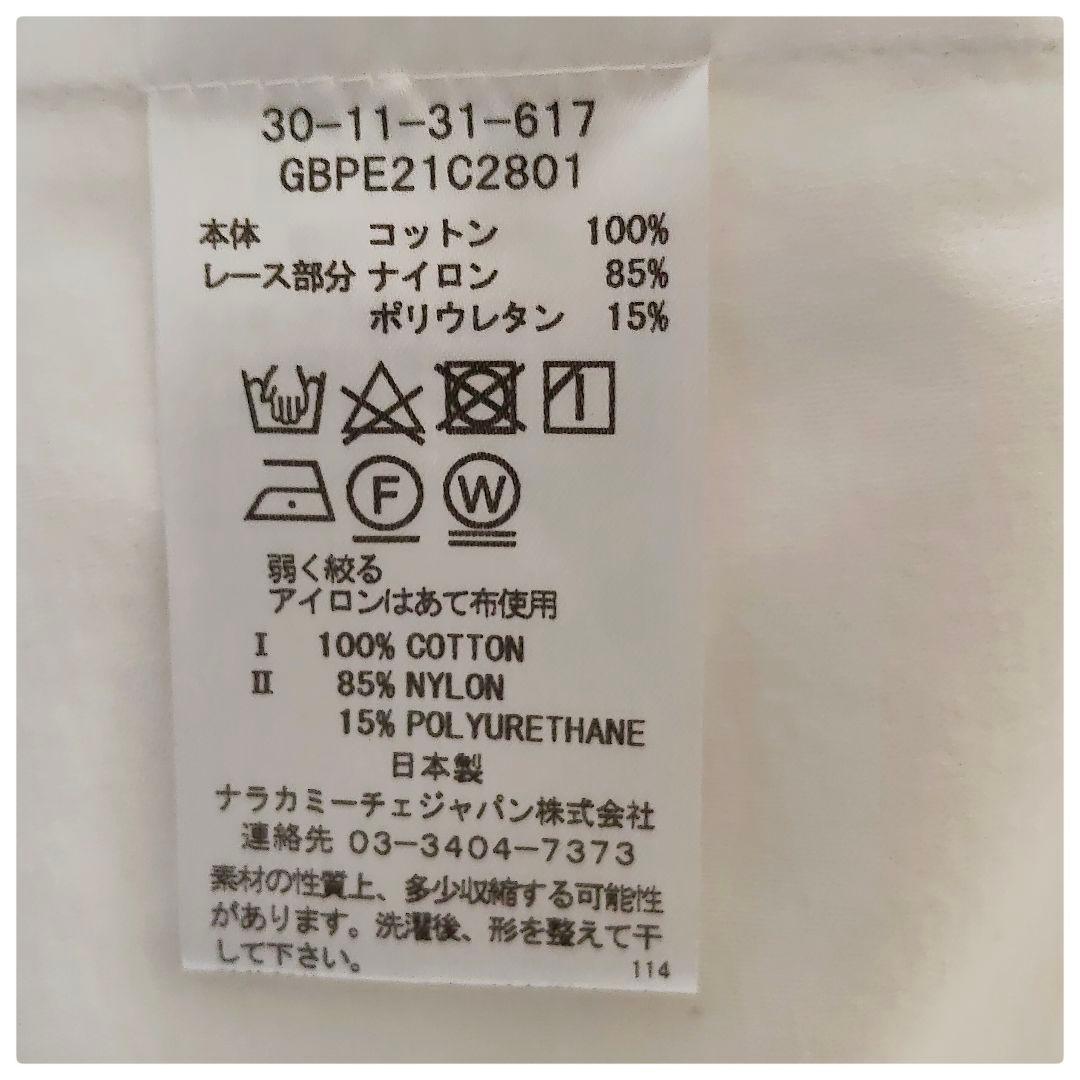 30-11-31-617
GBPE21C2801
本体 コットン 100%
レース部分 ナイロン 85%
ポリウレタン 15%
F W
弱く絞る
アイロンはあて布使用
Ⅰ 100% COTTON
Ⅱ 85% NYLON
15% POLYURETHANE
日本製
ナラカミーチェジャパン株式会社
連絡先 03-3404-7373
素材の性質上、多少収縮する可能性
があります。洗濯後、形を整えて干
して下さい。 114